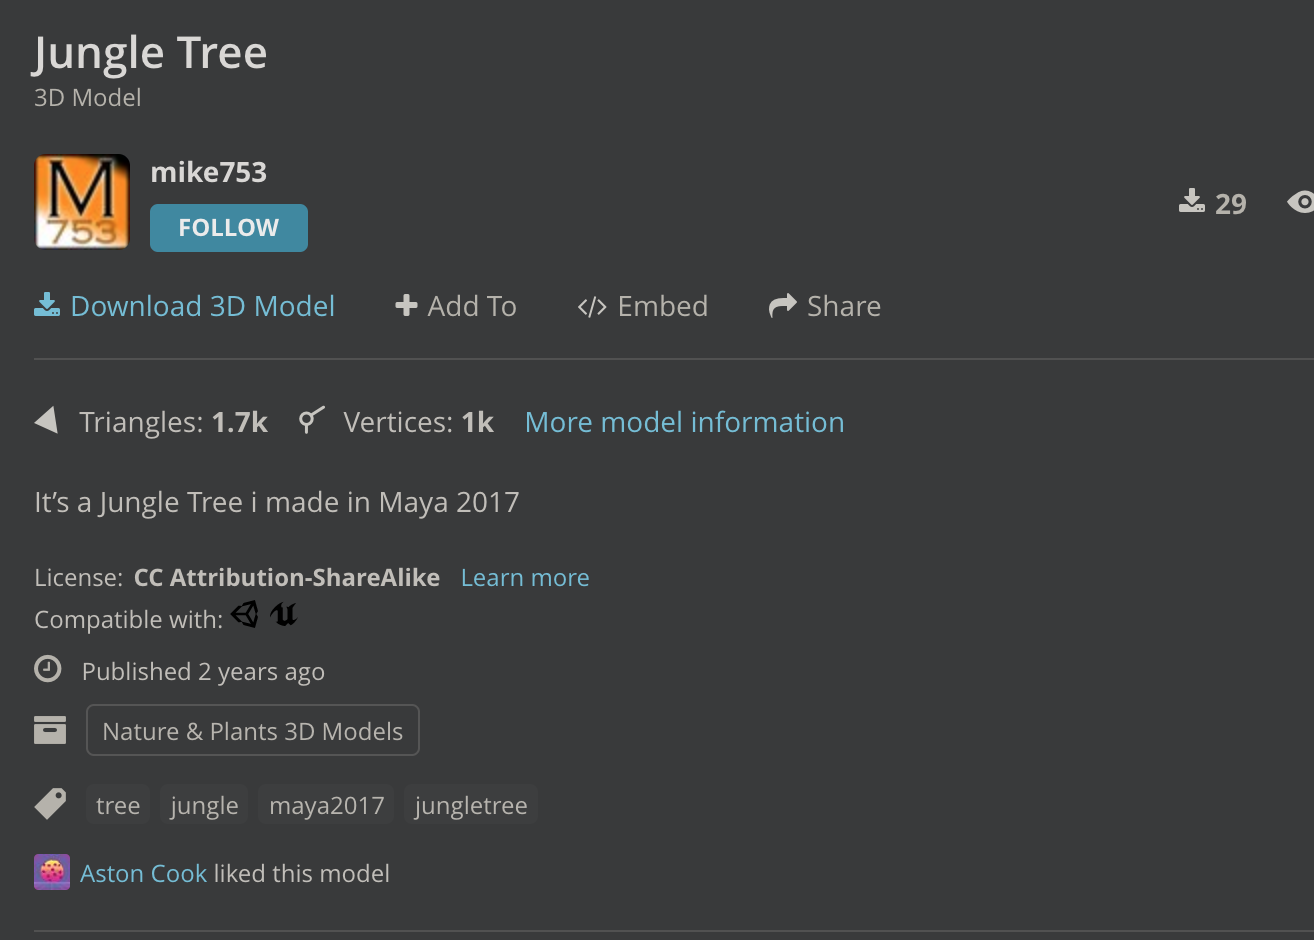 Jungle Tree
3D Model
M
753
mike753
FOLLOW
29
Download 3D Model
Add To
Embed
Share
Triangles: 1.7k
Vertices: 1k
More model information
It’s a Jungle Tree i made in Maya 2017
License: CC Attribution-ShareAlike Learn more
Compatible with:
Published 2 years ago
Nature & Plants 3D Models
tree jungle maya2017 jungletree
Aston Cook liked this model